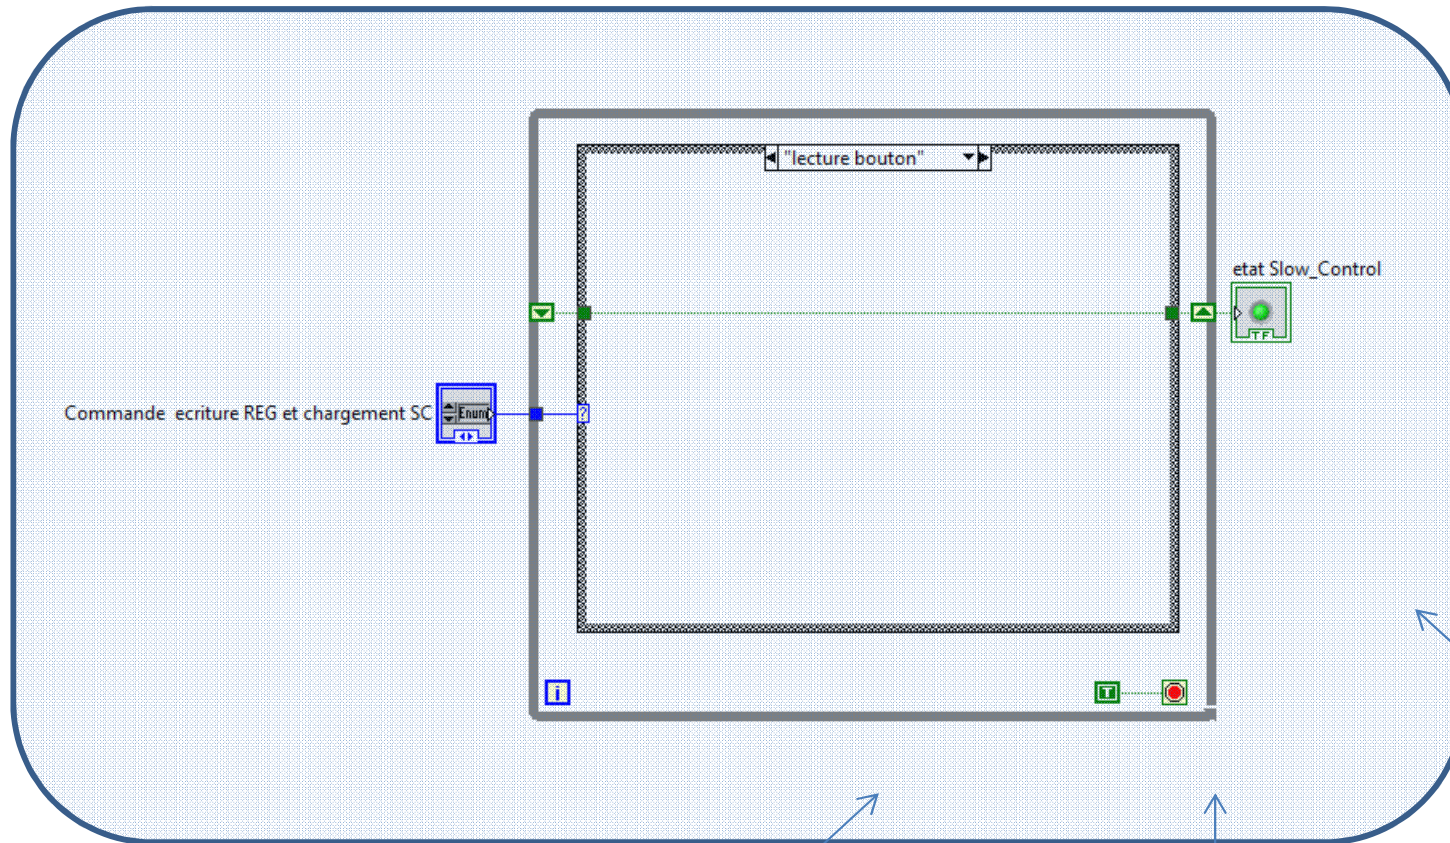 "lecture bouton"
etat Slow_Control
TF
Commande  ecriture REG et chargement SC
Enum
?
i
T